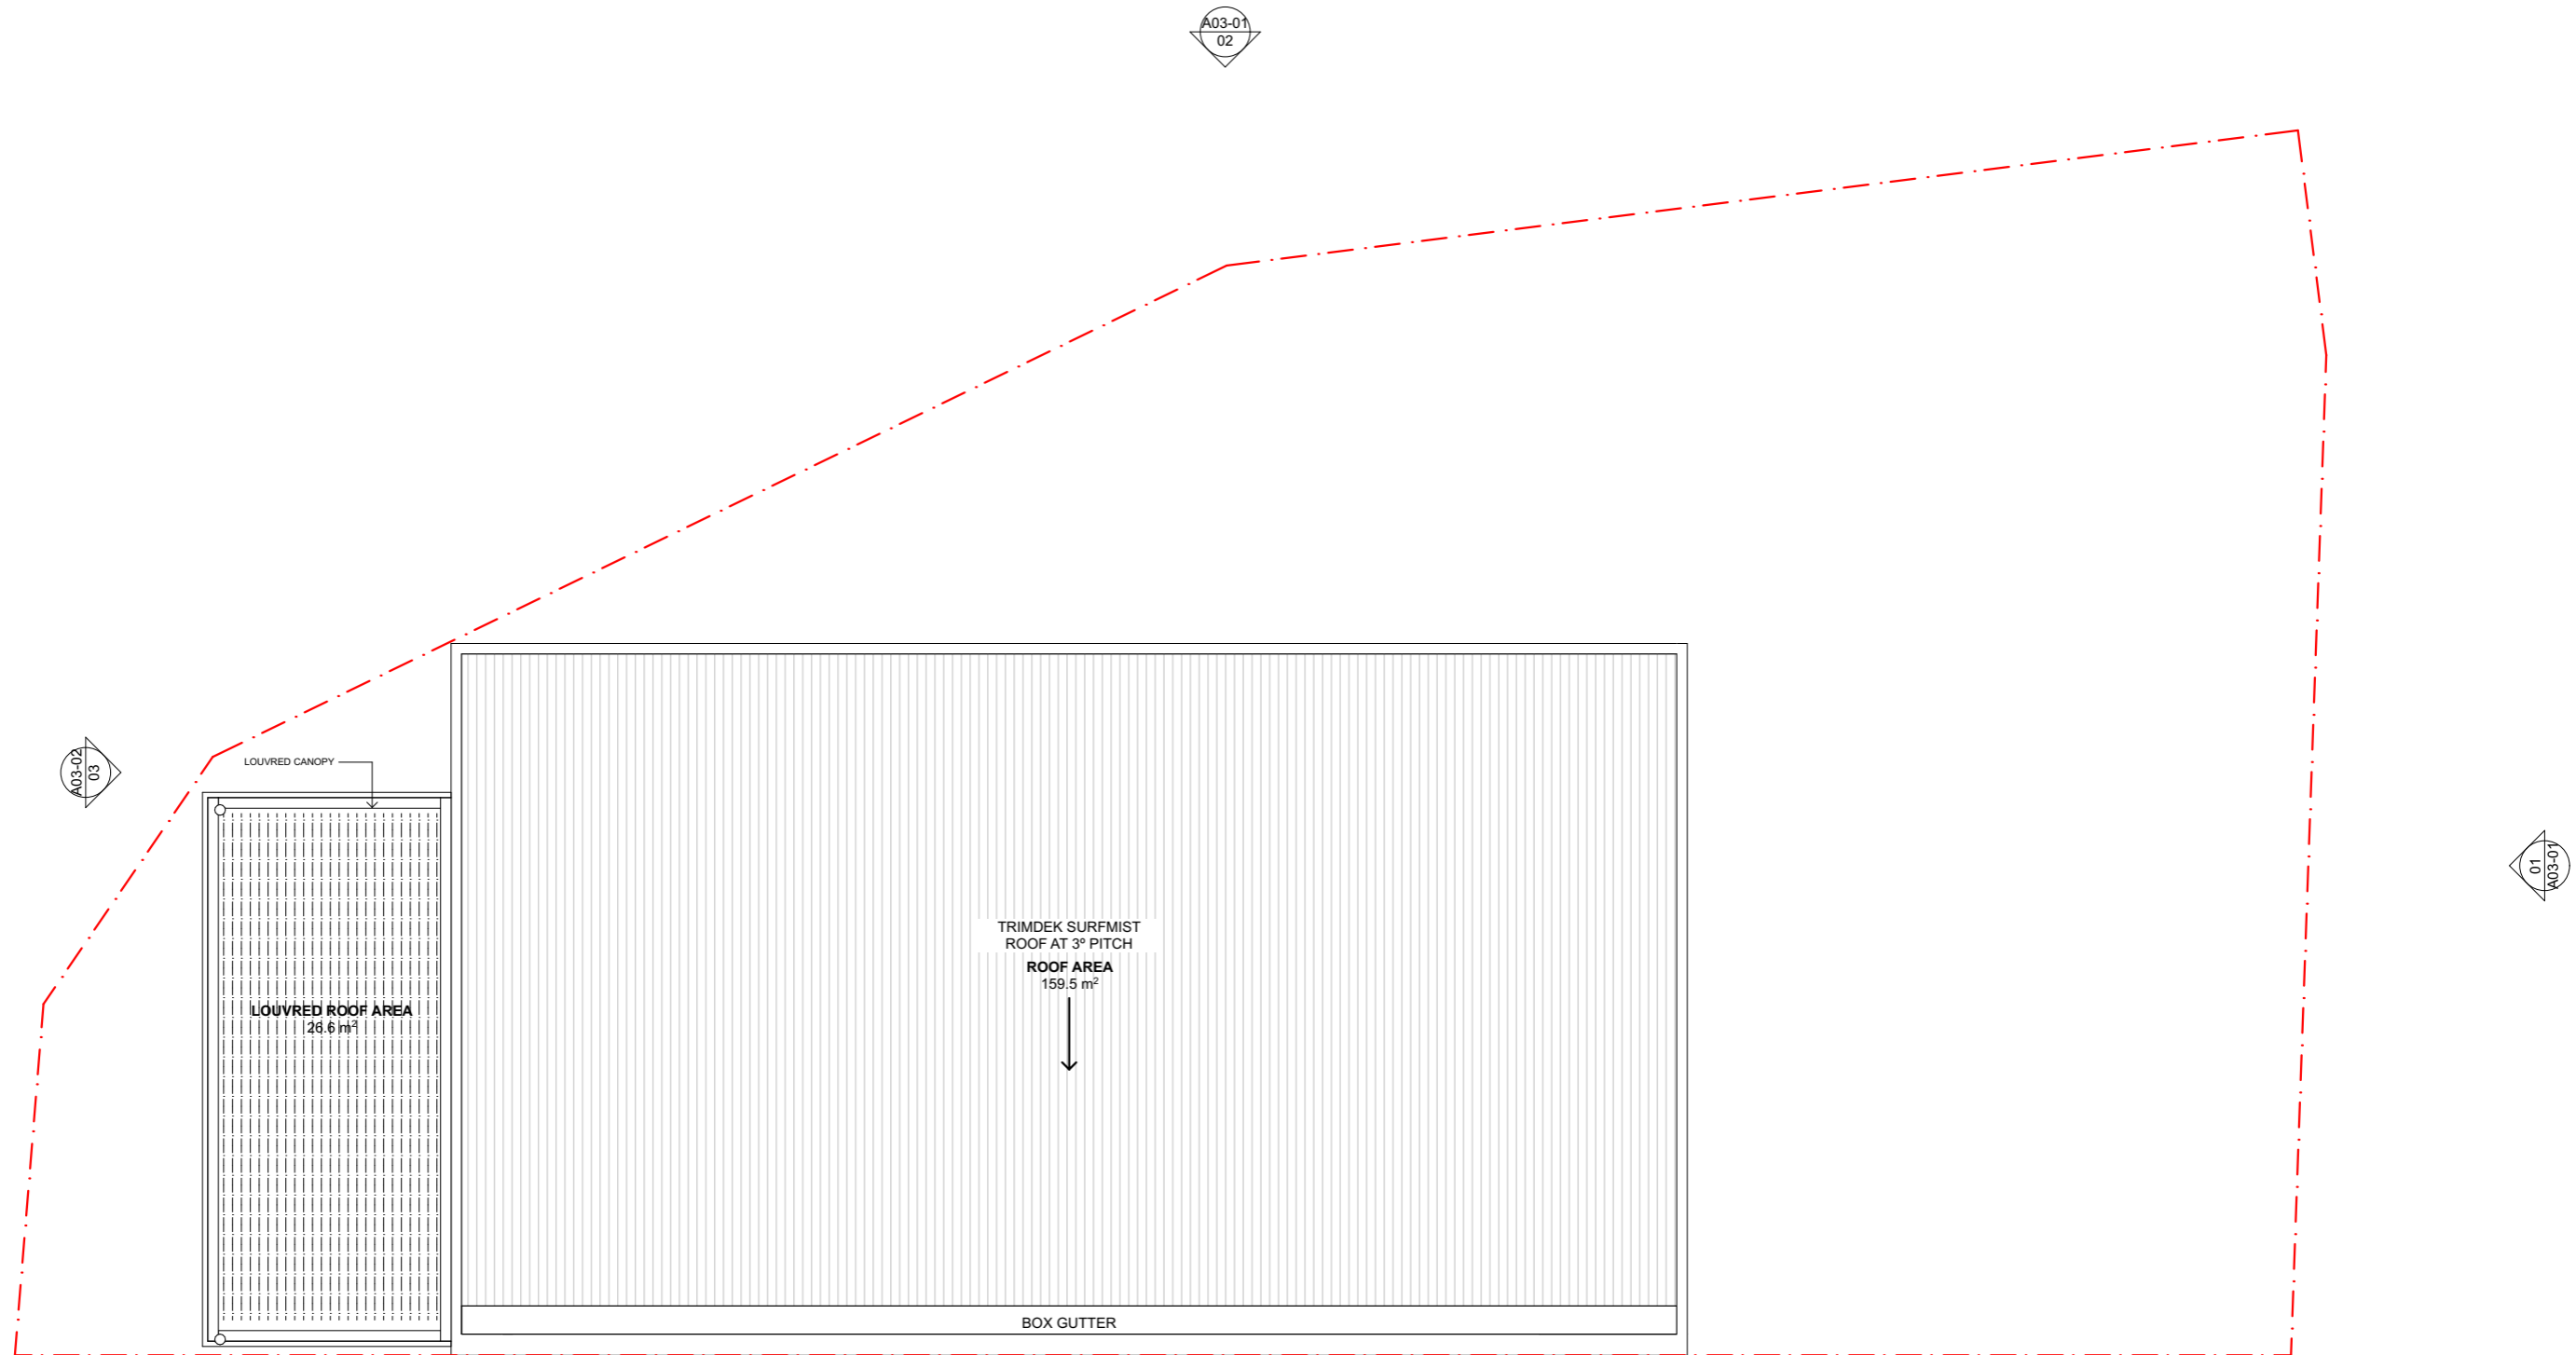 A03-01
02
A03-02
03
LOUVRED CANOPY
01
A03-01
TRIMDEK SURFMIST
ROOF AT 3º PITCH
ROOF AREA
159.5 m²
LOUVRED ROOF AREA
26.6 m²
BOX GUTTER